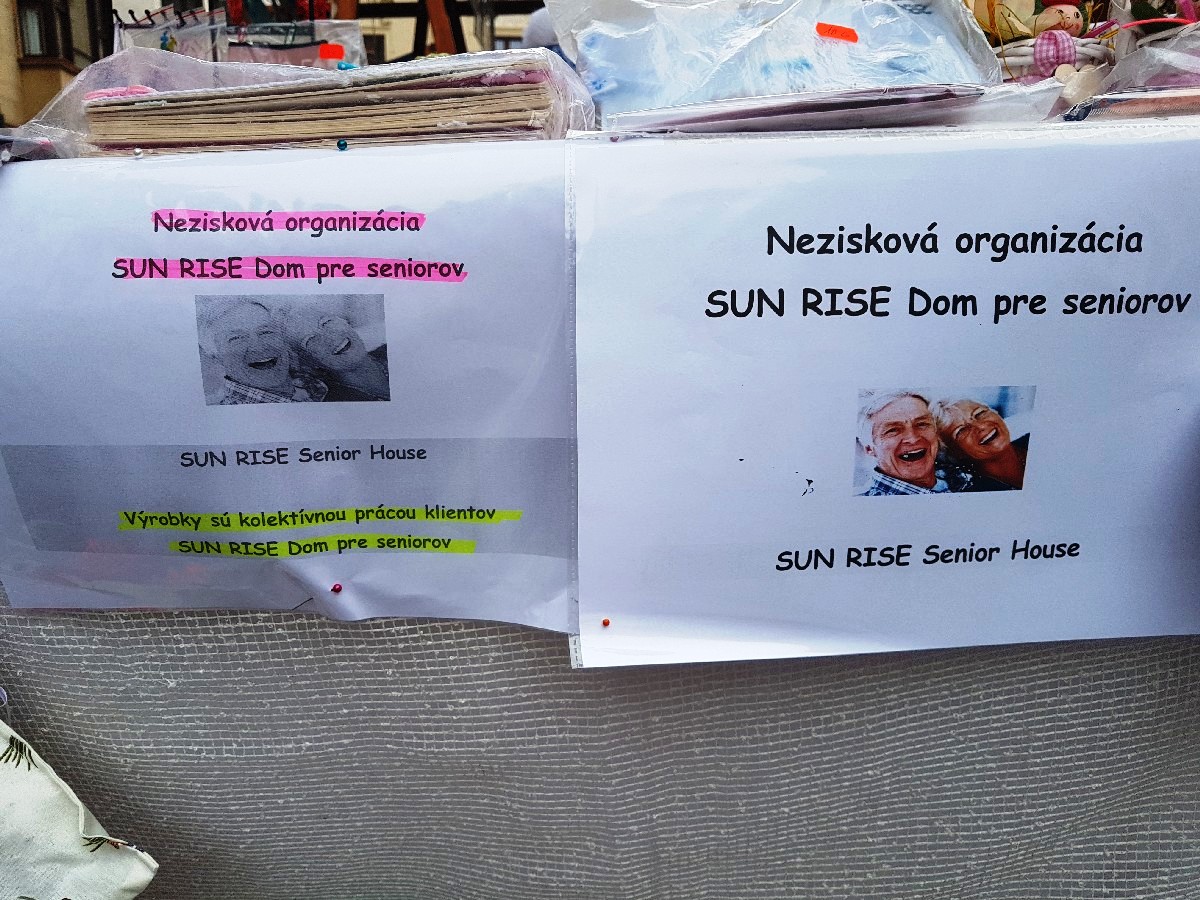 Nezisková organizácia
SUN RISE Dom pre seniorov
SUN RISE Senior House
Výrobky sú kolektívnou prácou klientov
SUN RISE Dom pre seniorov
Nezisková organizácia
SUN RISE Dom pre seniorov
SUN RISE Senior House